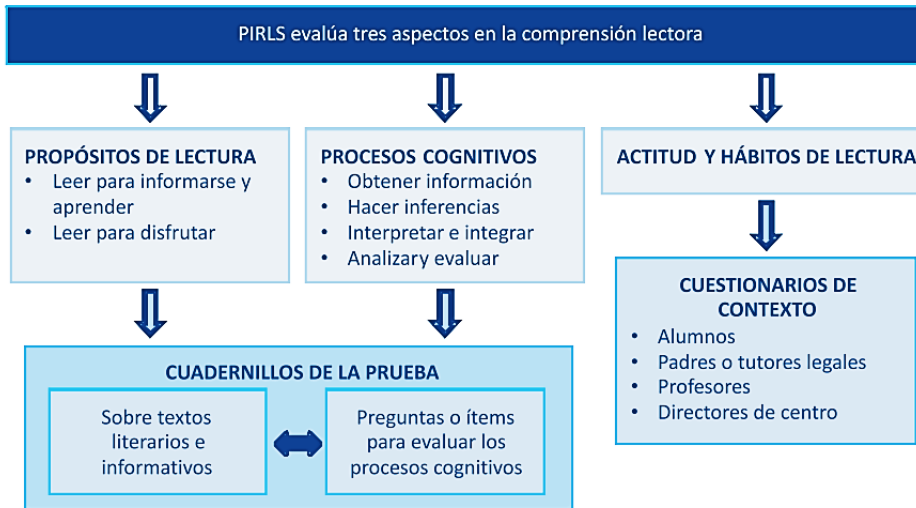 PIRLS evalúa tres aspectos en la comprensión lectora
PROPÓSITOS DE LECTURA
• Leer para informarse y
aprender
• Leer para disfrutar
PROCESOS COGNITIVOS
• Obtener información
• Hacer inferencias
• Interpretar e integrar
• Analizar y evaluar
ACTITUD Y HÁBITOS DE LECTURA
CUADERNILLOS DE LA PRUEBA
Sobre textos
literarios e
informativos
Preguntas o ítems
para evaluar los
procesos cognitivos
CUESTIONARIOS DE
CONTEXTO
• Alumnos
• Padres o tutores legales
• Profesores
• Directores de centro